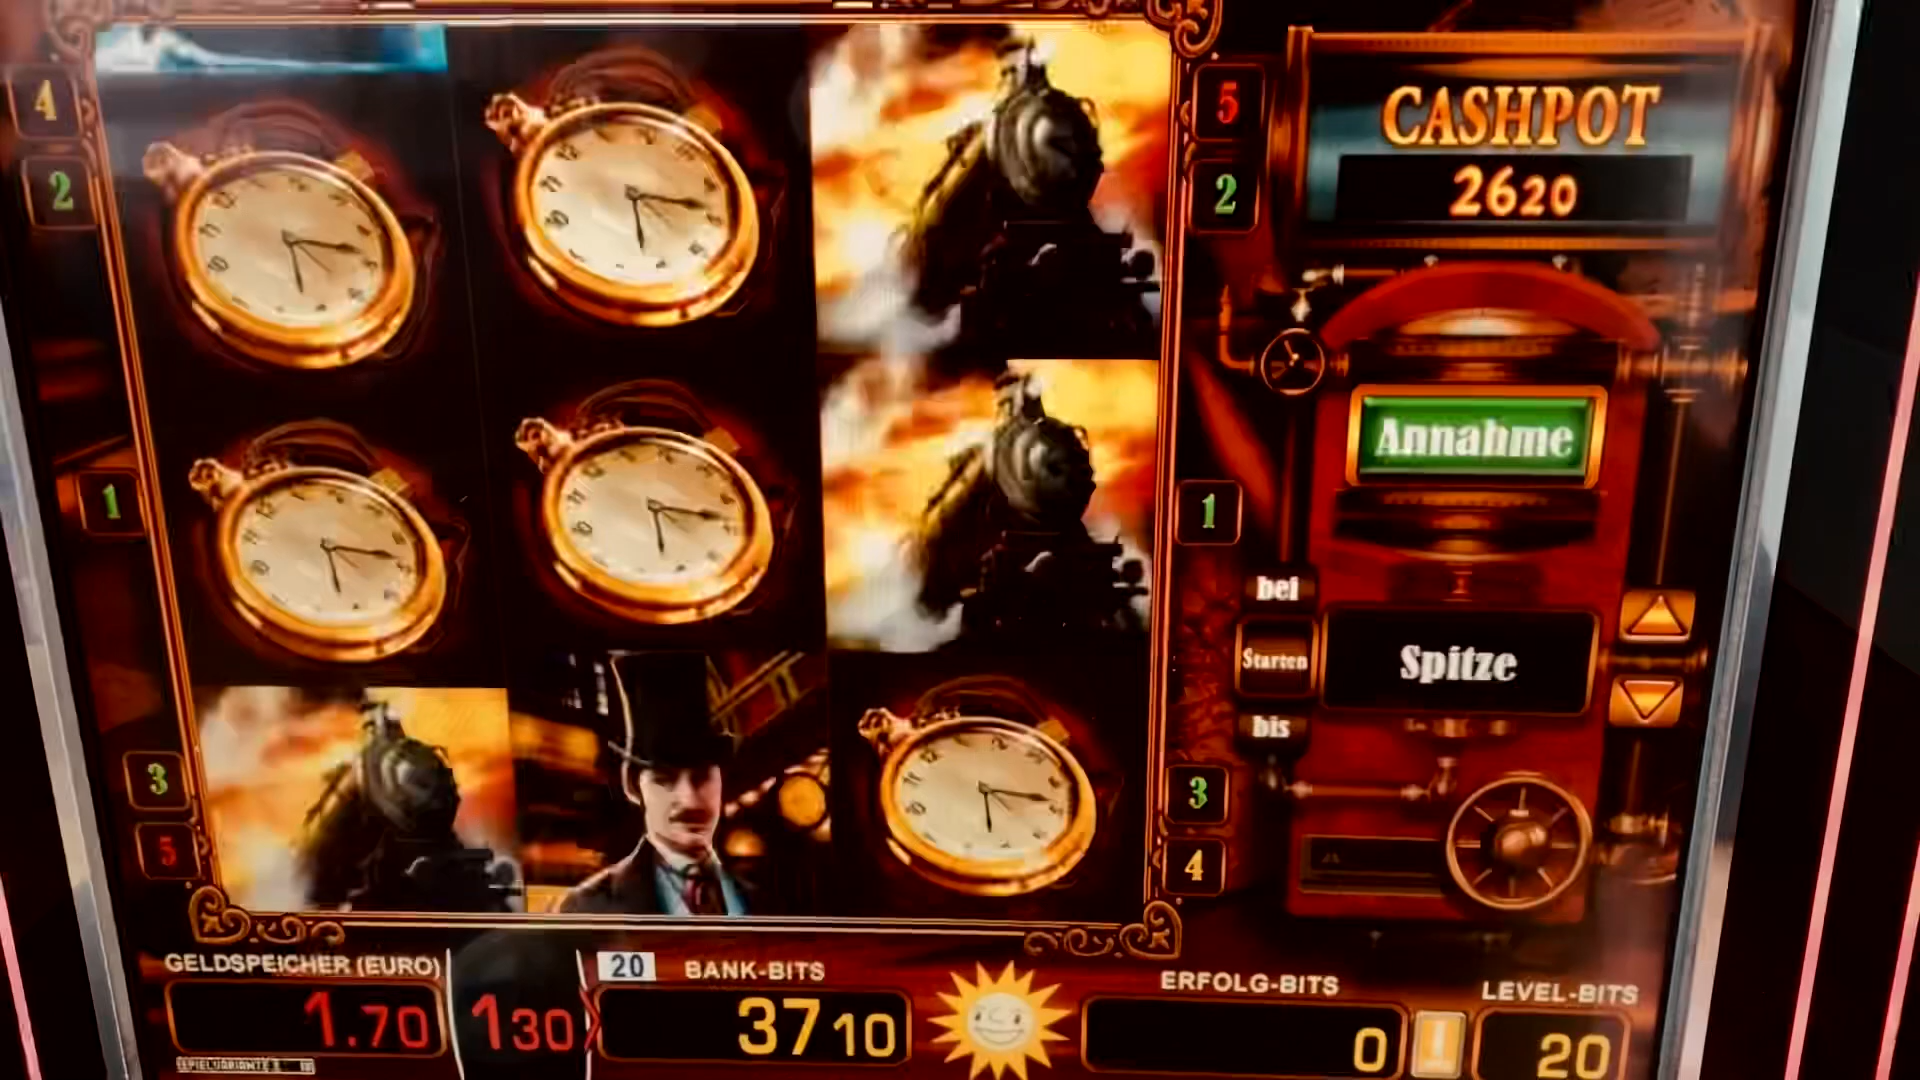 4
5
CASHPOT
2
2
2620
Annahme
1
1
bei
Starten
Spitze
bis
3
3
5
4
GELDSPEICHER (EURO)
20
BANK-BITS
ERFOLG-BITS
LEVEL-BITS
1.70
130
3710
0
20